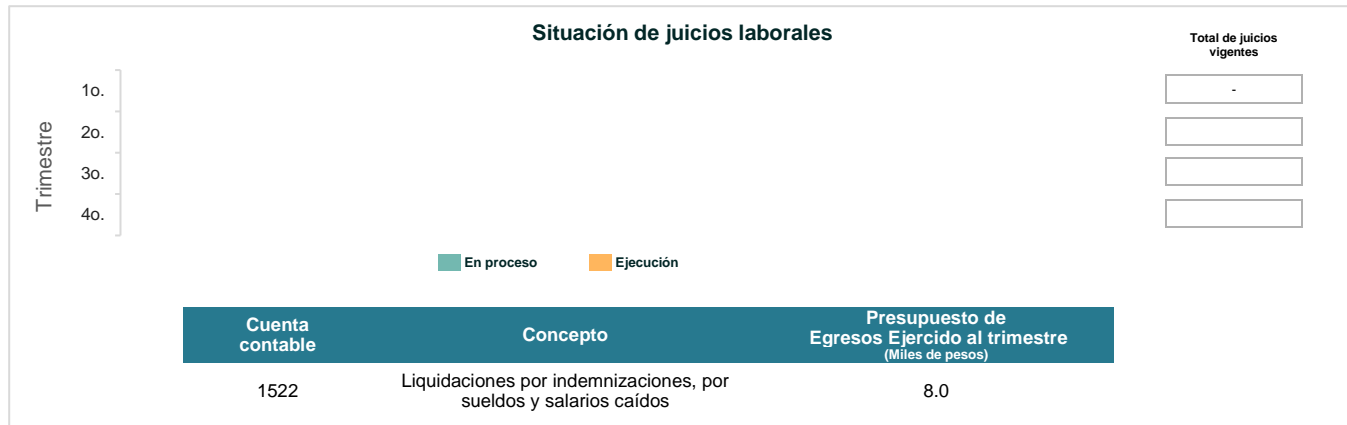 Situación de juicios laborales
Total de juicios
vigentes
Trimestre
1o.
-
2o.
3o.
4o.
En proceso
Ejecución
Cuenta
contable
Concepto
Presupuesto de
Egresos Ejercido al trimestre
(Miles de pesos)
1522
Liquidaciones por indemnizaciones, por
sueldos y salarios caídos
8.0